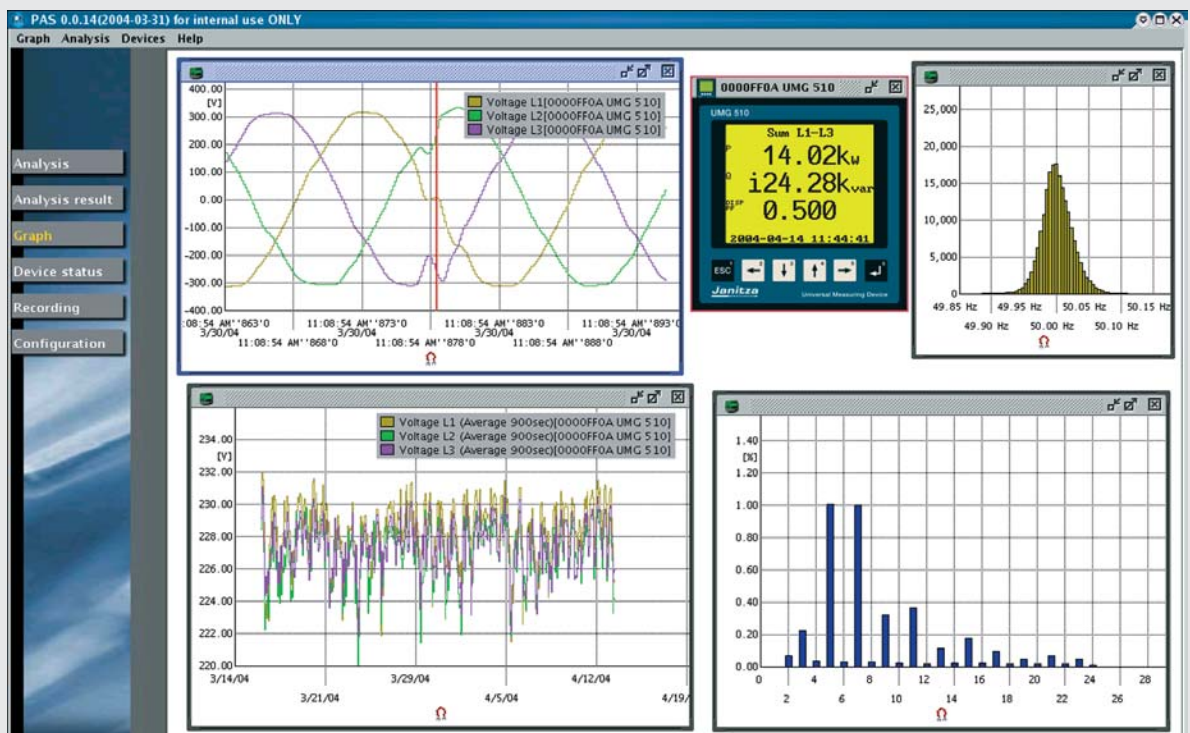 PAS 0.0.14(2004-03-31) for internal use ONLY
Graph Analysis Devices Help
Analysis
Analysis result
Graph
Device status
Recording
Configuration
400.00
[V]
300.00
200.00
100.00
0.00
-100.00
-200.00
-300.00
-400.00
Voltage L1[0000FF0A UMG 510]
Voltage L2[0000FF0A UMG 510]
Voltage L3[0000FF0A UMG 510]
:08:54 AM''863'0 11:08:54 AM''873'0 11:08:54 AM''883'0 11:08:54 AM''893'0
3/30/04 3/30/04 3/30/04 3/30/04
11:08:54 AM''868'0 11:08:54 AM''878'0 11:08:54 AM''888'0
0000FF0A UMG 510
UMG 510
Sum L1-L3
P 14.02kw
Q i24.28kvar
DISP PF 0.500
2004-04-14 11:44:41
ESC
Janitza Universal Measuring Device
25,000
20,000
15,000
10,000
5,000
0
49.85 Hz 49.95 Hz 50.05 Hz 50.15 Hz
49.90 Hz 50.00 Hz 50.10 Hz
Voltage L1 (Average 900sec)[0000FF0A UMG 510]
Voltage L2 (Average 900sec)[0000FF0A UMG 510]
Voltage L3 (Average 900sec)[0000FF0A UMG 510]
234.00
[V]
232.00
230.00
228.00
226.00
224.00
222.00
220.00
3/14/04 3/29/04 4/12/04
3/21/04 4/5/04 4/19/
1.40
[%]
1.20
1.00
0.80
0.60
0.40
0.20
0.00
0 4 8 12 16 20 24 28
2 6 10 14 18 22 26